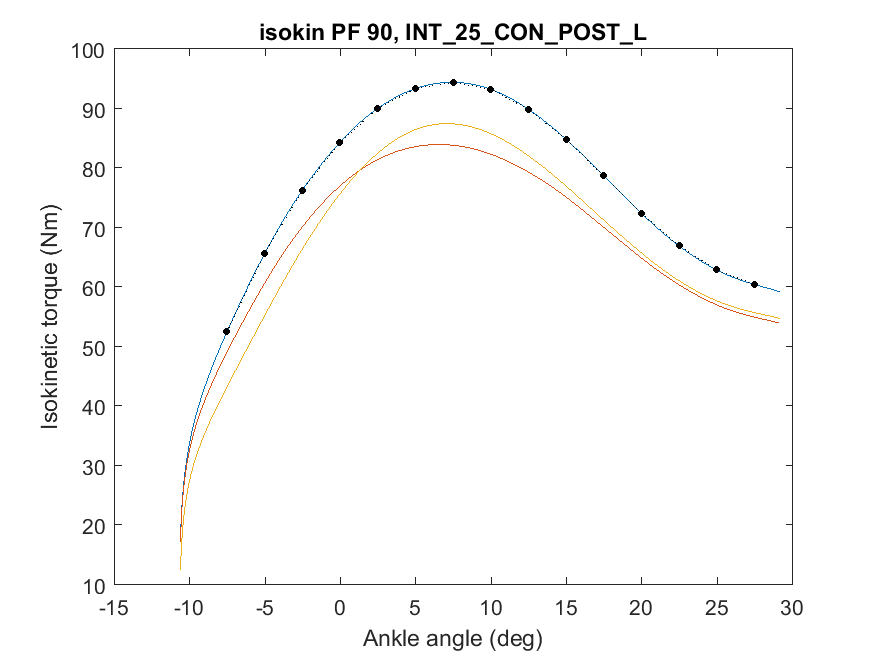 isokin PF 90, INT_25_CON_POST_L
100
90
80
70
60
50
40
30
20
10
Isokinetic torque (Nm)
-15 -10 -5 0 5 10 15 20 25 30
Ankle angle (deg)